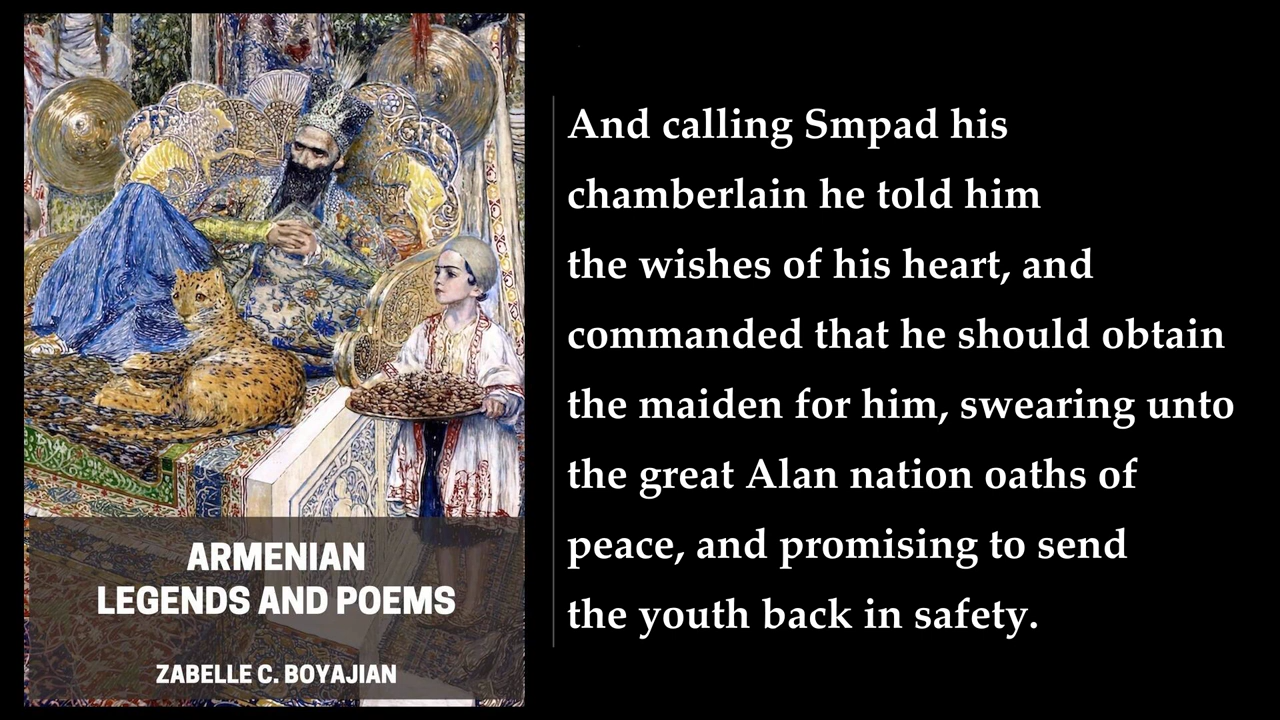 ARMENIAN
LEGENDS AND POEMS
ZABELLE C. BOYAJIAN
And calling Smpad his
chamberlain he told him
the wishes of his heart, and
commanded that he should obtain
the maiden for him, swearing unto
the great Alan nation oaths of
peace, and promising to send
the youth back in safety.